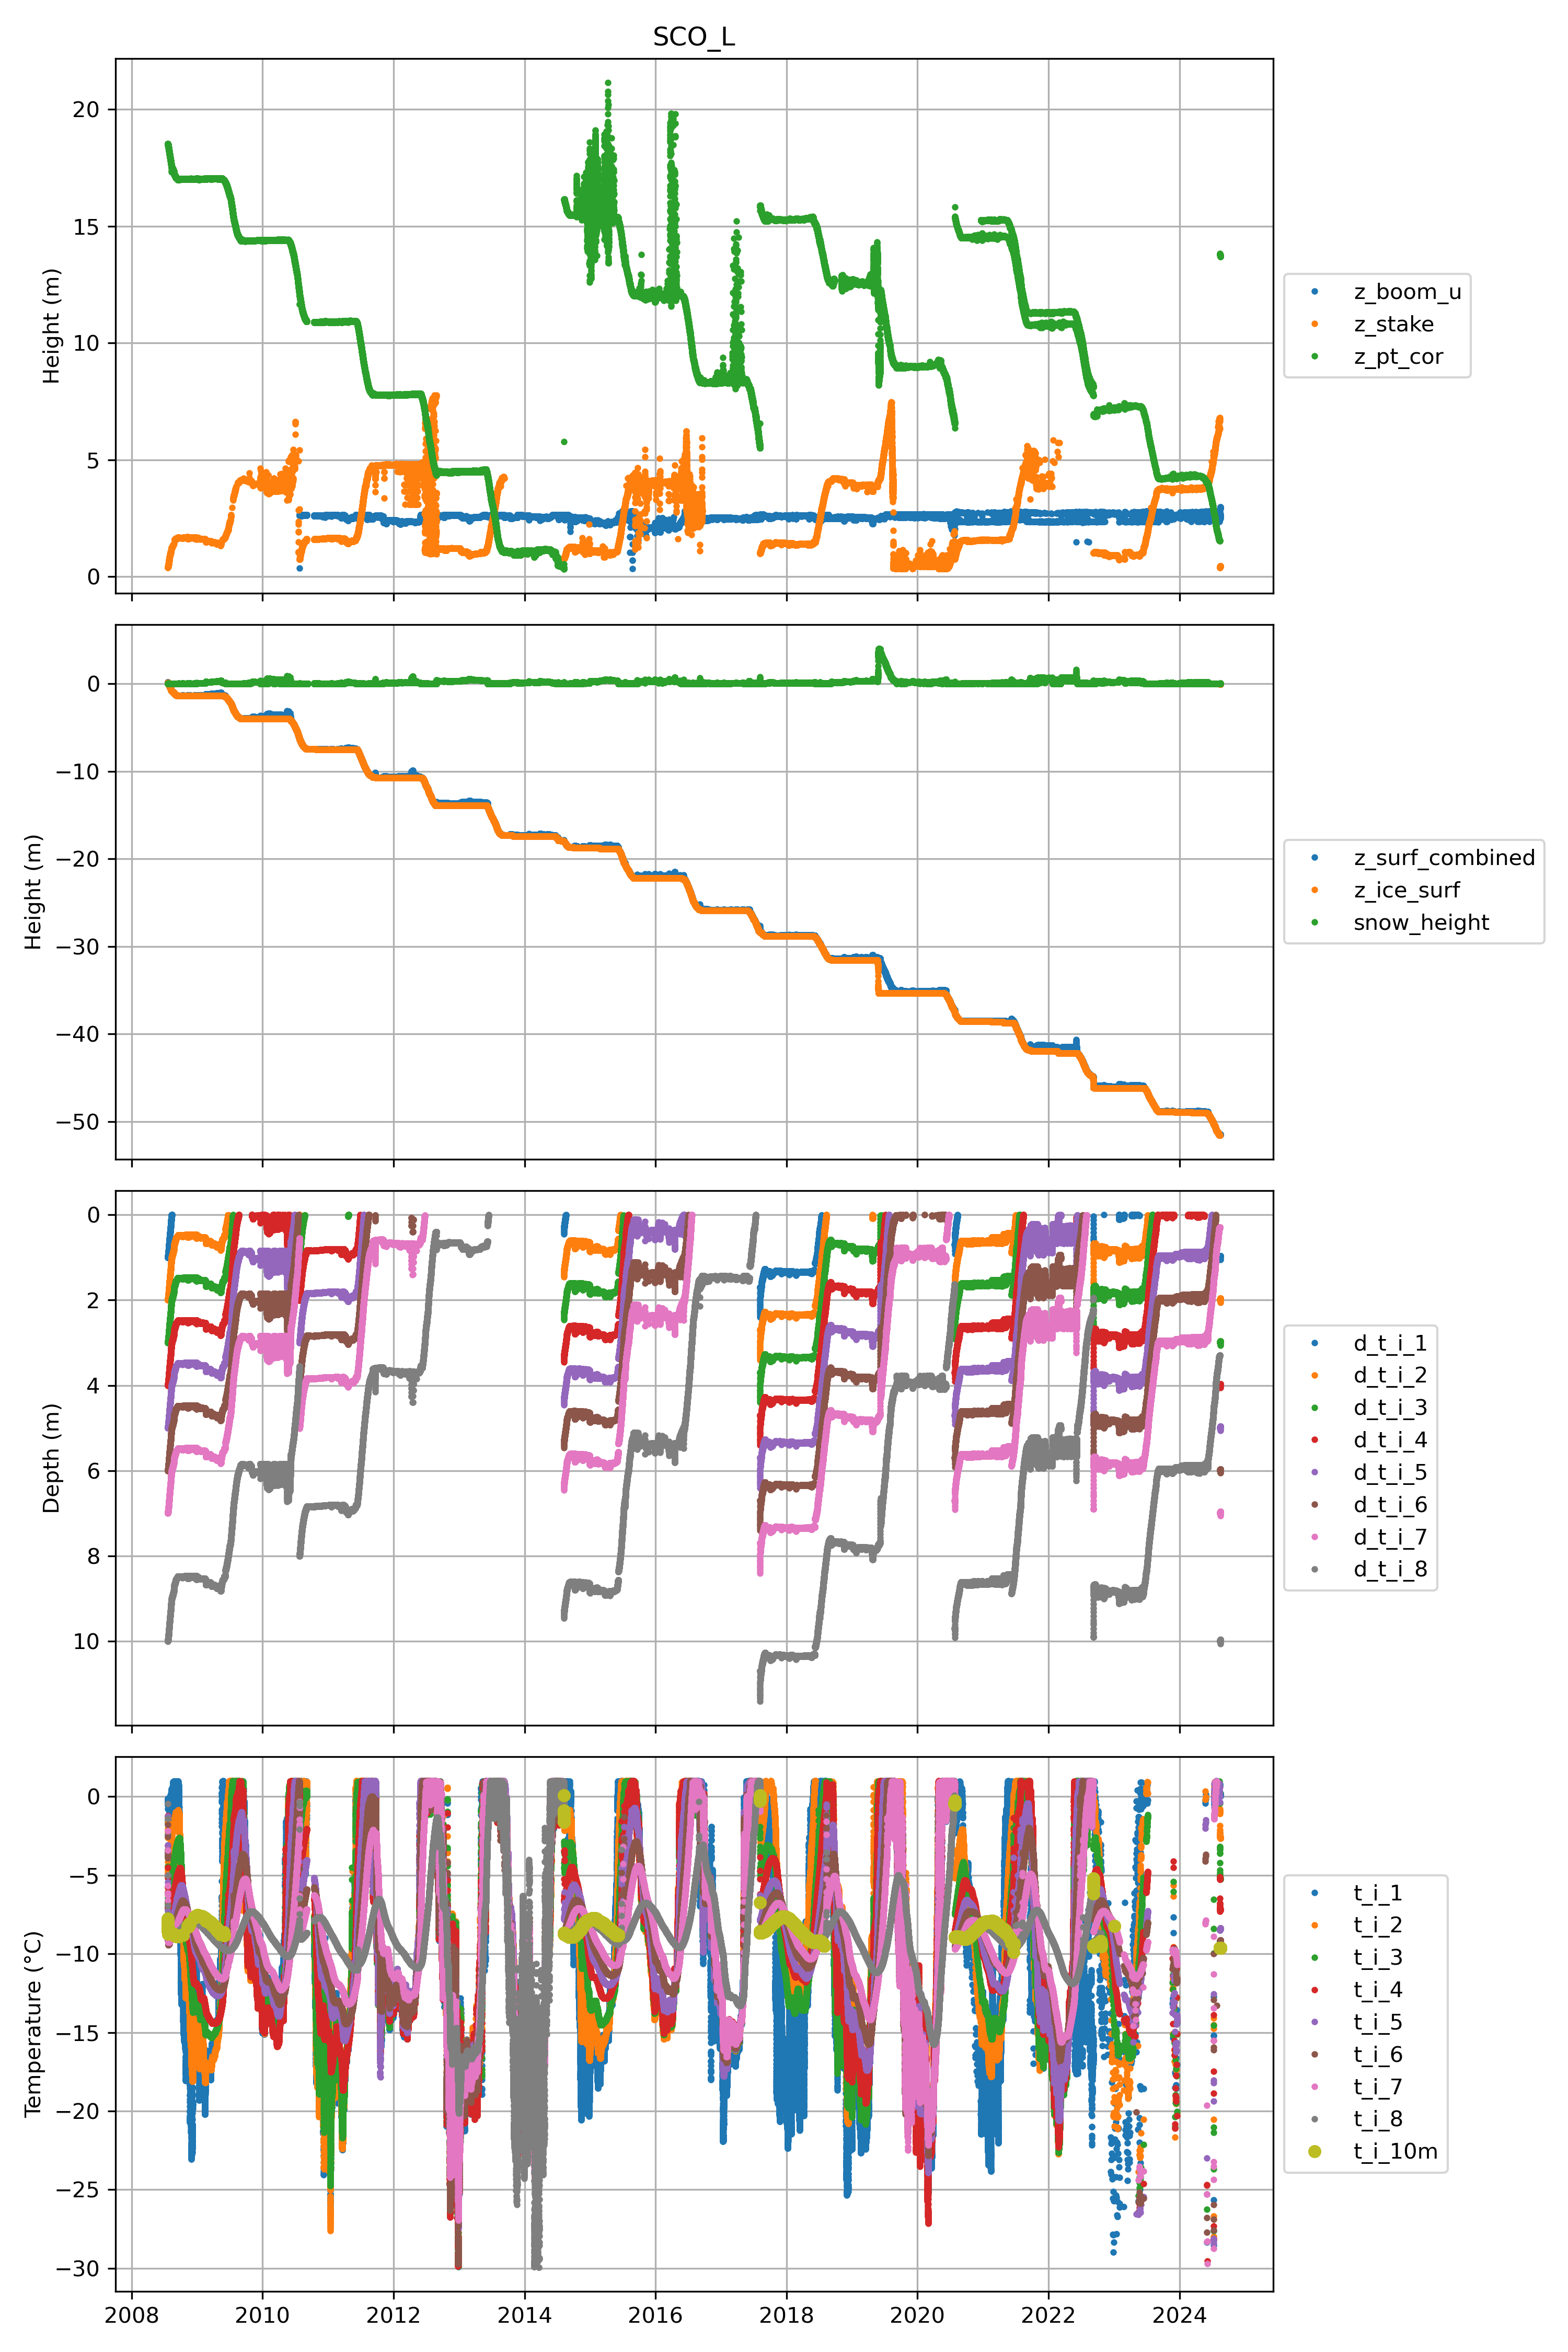 SCO_L
20
15
10
5
0
Height (m)
z_boom_u
z_stake
z_pt_cor
0
−10
−20
−30
−40
−50
Height (m)
z_surf_combined
z_ice_surf
snow_height
0
2
4
6
8
10
Depth (m)
d_t_i_1
d_t_i_2
d_t_i_3
d_t_i_4
d_t_i_5
d_t_i_6
d_t_i_7
d_t_i_8
0
−5
−10
−15
−20
−25
−30
Temperature (°C)
t_i_1
t_i_2
t_i_3
t_i_4
t_i_5
t_i_6
t_i_7
t_i_8
t_i_10m
2008 2010 2012 2014 2016 2018 2020 2022 2024